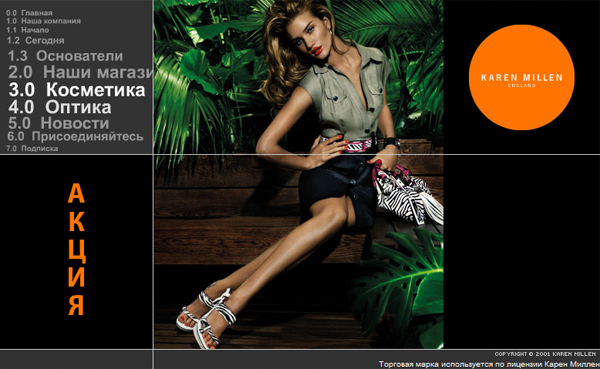 0.0 Главная
1.0 Наша компания
1.1 Начало
1.2 Сегодня
1.3 Основатели
2.0 Наши магази
3.0 Косметика
4.0 Оптика
5.0 Новости
6.0 Присоединяйтесь
7.0 Подписка
KAREN MILLEN
ENGLAND
АКЦИЯ
COPYRIGHT © 2001 KAREN MILLEN
Торговая марка используется по лицензии Карен Миллен